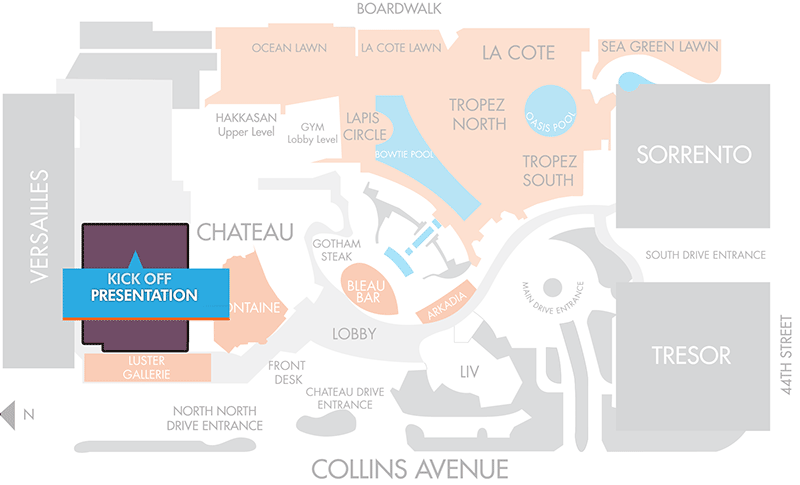 BOARDWALK
OCEAN LAWN
LA COTE LAWN
LA COTE
SEA GREEN LAWN
HAKKASAN
Upper Level
GYM
Lobby Level
LAPIS
CIRCLE
TROPEZ
NORTH
OASIS POOL
BOWTIE POOL
TROPEZ
SOUTH
SORRENTO
VERSAILLES
CHATEAU
GOTHAM
STEAK
SOUTH DRIVE ENTRANCE
KICK OFF
PRESENTATION
BLEAU
BAR
ONTAINE
ARKADIA
MAIN DRIVE ENTRANCE
LOBBY
TRESOR
44TH STREET
LUSTER
GALLERIE
FRONT
DESK
LIV
CHATEAU DRIVE
ENTRANCE
N
NORTH NORTH
DRIVE ENTRANCE
COLLINS AVENUE